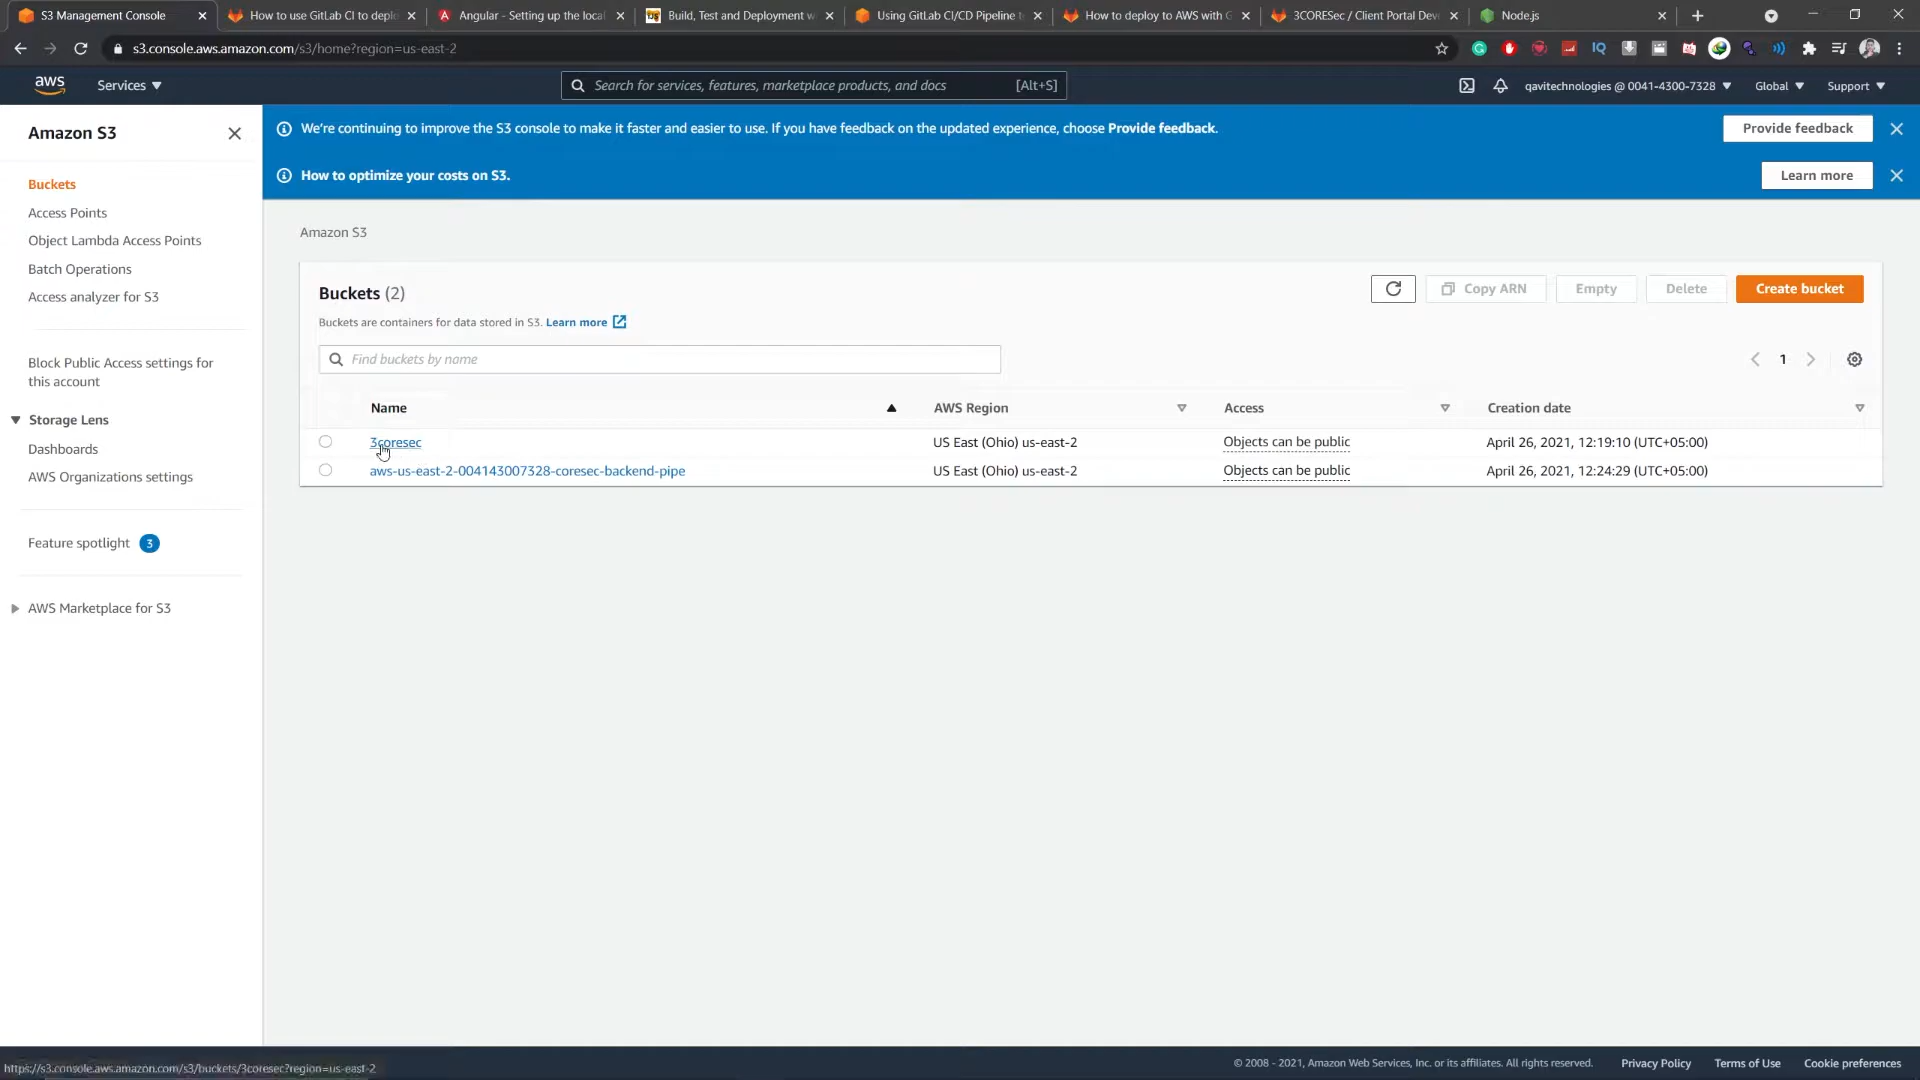 S3 Management Console
How to use GitLab CI to deplo
Angular - Setting up the local
Build, Test and Deployment w
Using GitLab CI/CD Pipeline t
How to deploy to AWS with G
3CORESec / Client Portal Dev
Node.js
s3.console.aws.amazon.com/s3/home?region=us-east-2
aws
Services
Search for services, features, marketplace products, and docs
[Alt+S]
qavitechnologies @ 0041-4300-7328
Global
Support
Amazon S3
Buckets
Access Points
Object Lambda Access Points
Batch Operations
Access analyzer for S3
Block Public Access settings for
this account
Storage Lens
Dashboards
AWS Organizations settings
Feature spotlight 3
AWS Marketplace for S3
We're continuing to improve the S3 console to make it faster and easier to use. If you have feedback on the updated experience, choose Provide feedback.
Provide feedback
How to optimize your costs on S3.
Learn more
Amazon S3
Buckets (2)
Copy ARN
Empty
Delete
Create bucket
Buckets are containers for data stored in S3. Learn more
Find buckets by name
1
Name
AWS Region
Access
Creation date
3coresec
US East (Ohio) us-east-2
Objects can be public
April 26, 2021, 12:19:10 (UTC+05:00)
aws-us-east-2-004143007328-coresec-backend-pipe
US East (Ohio) us-east-2
Objects can be public
April 26, 2021, 12:24:29 (UTC+05:00)
https://s3.console.aws.amazon.com/s3/buckets/3coresec?region=us-east-2
© 2008 - 2021, Amazon Web Services, Inc. or its affiliates. All rights reserved.
Privacy Policy
Terms of Use
Cookie preferences